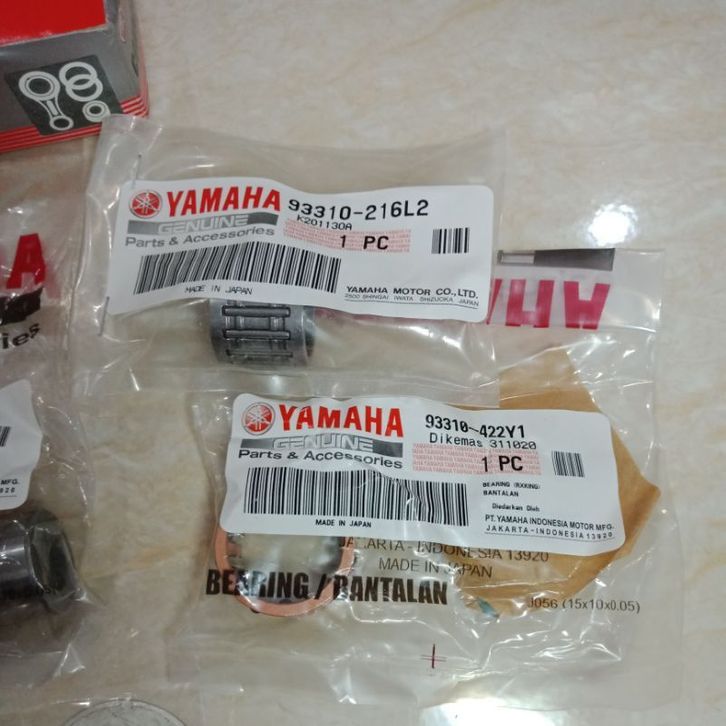 YAMAHA
GENUINE
Parts & Accessories
93310-216L2
K201130A
1 PC
MADE IN JAPAN
YAMAHA MOTOR CO.,LTD.
2500 SHINGAI IWATA SHIZUOKA JAPAN
YAMAHA
GENUINE
Parts & Accessories
93310-422Y1
Dikemas 311020
1 PC
BEARING (RXKING)
BANTALAN
Diedarkan Oleh
MADE IN JAPAN
PT.YAMAHA INDONESIA MOTOR MFG.
JAKARTA - INDONESIA 13920
JAKARTA - INDONESIA 13920
MADE IN JAPAN
BEARING / BANTALAN
J056 (15x10x0.05)
A
ies
MFG.